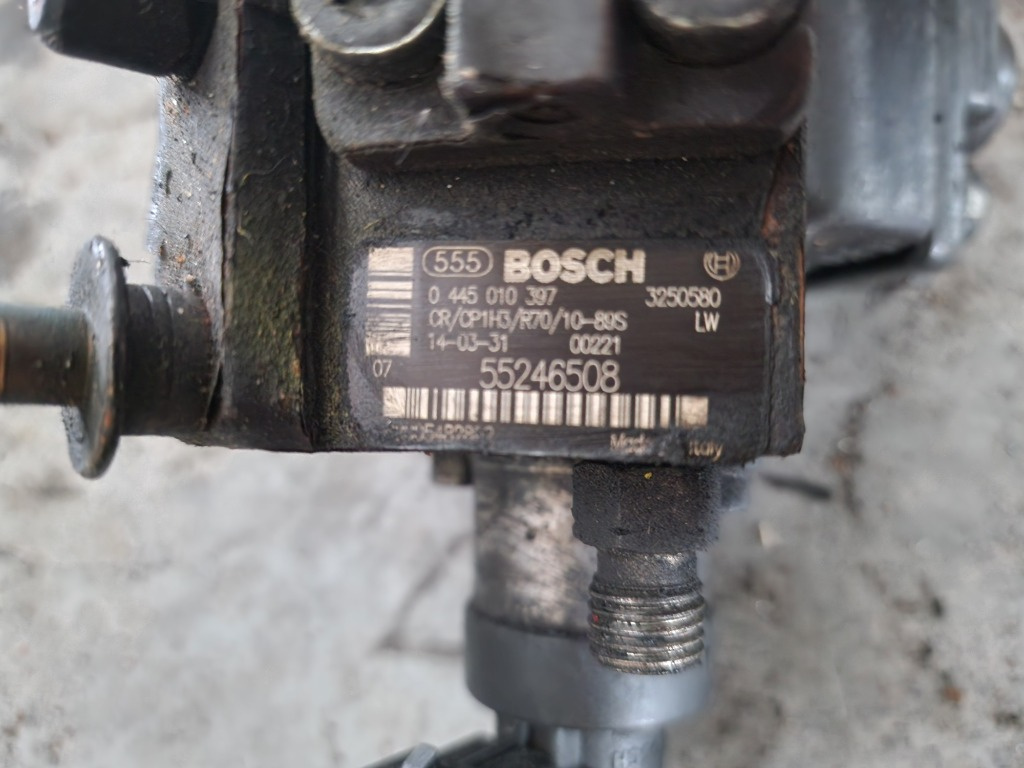 555 BOSCH
0 445 010 397 3250580
CR/CP1H3/R70/10-89S LW
14-03-31 00221
07 55246508
Italy